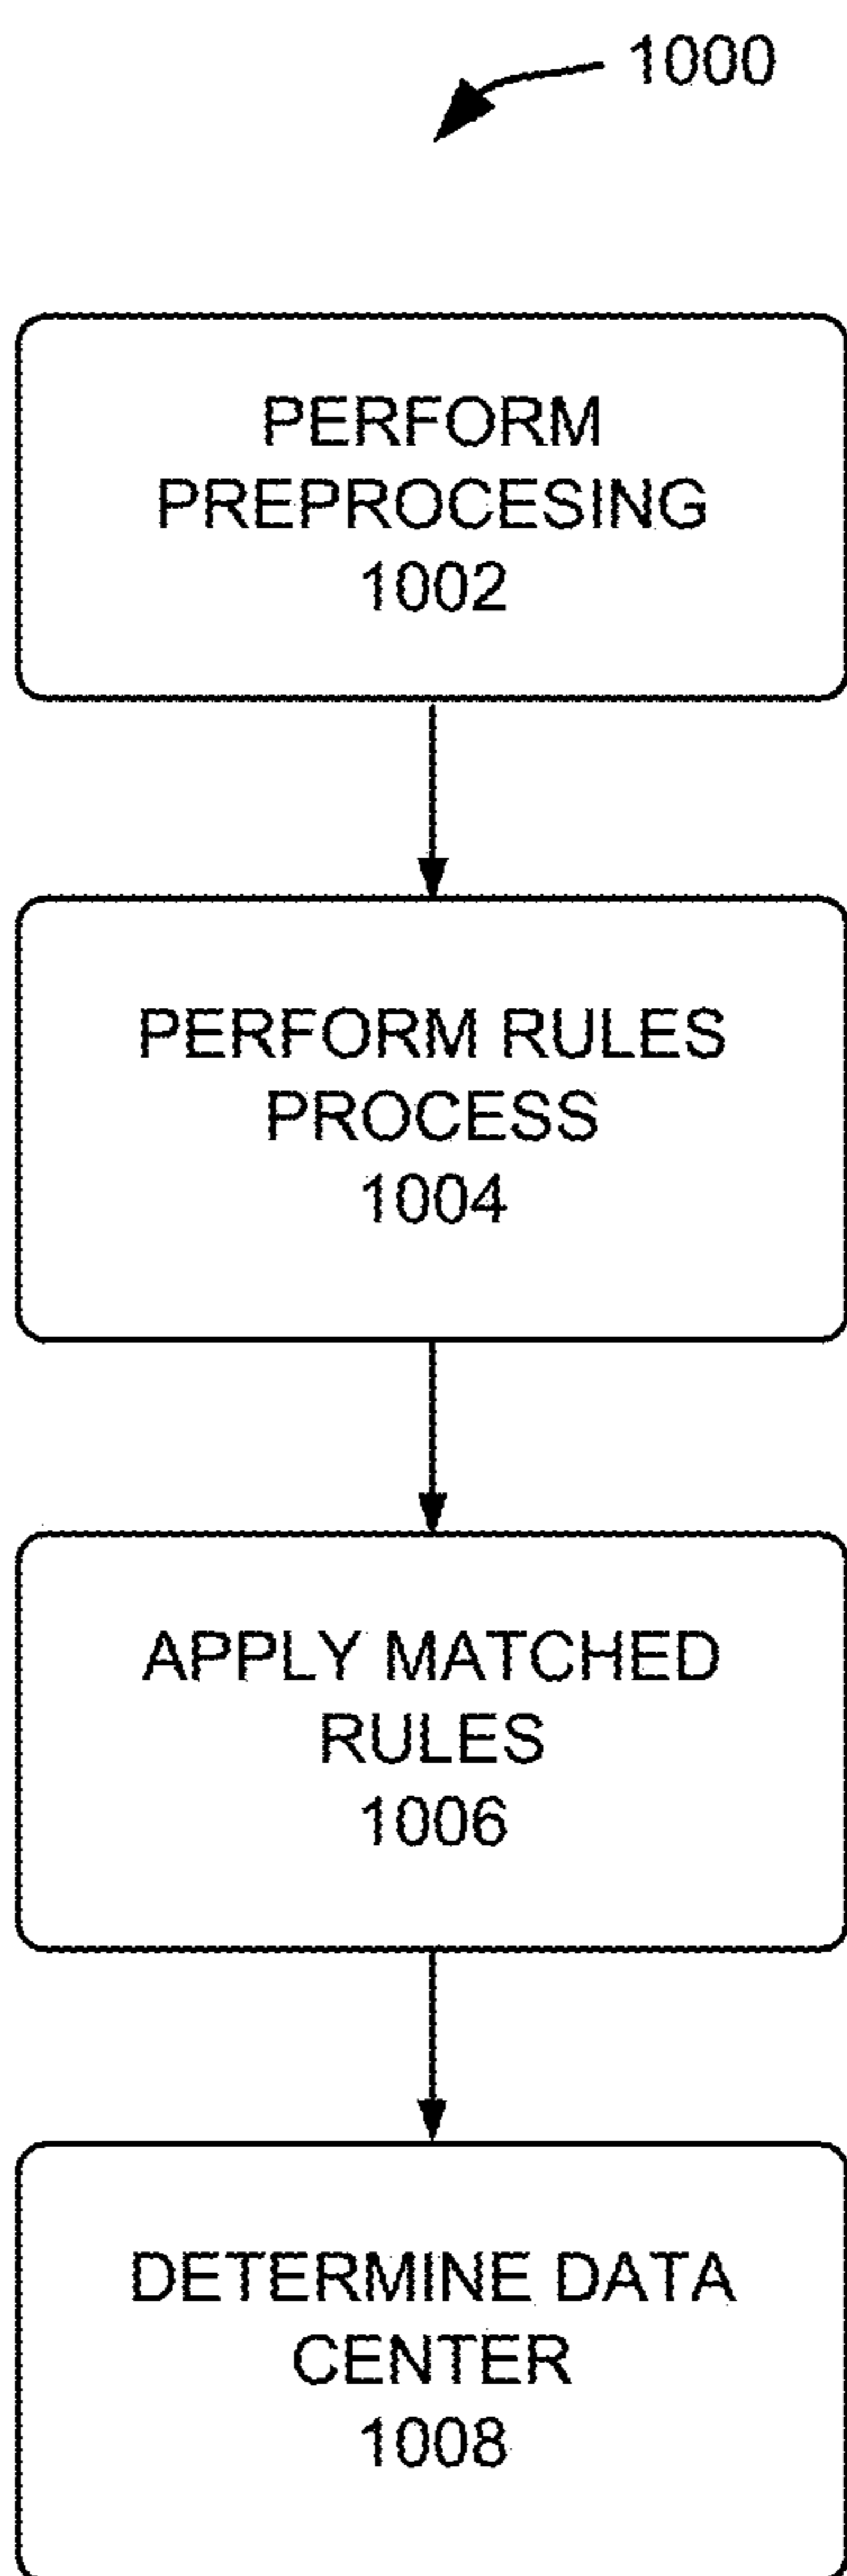 1000
PERFORM
PREPROCESING
1002
PERFORM RULES
PROCESS
1004
APPLY MATCHED
RULES
1006
DETERMINE DATA
CENTER
1008